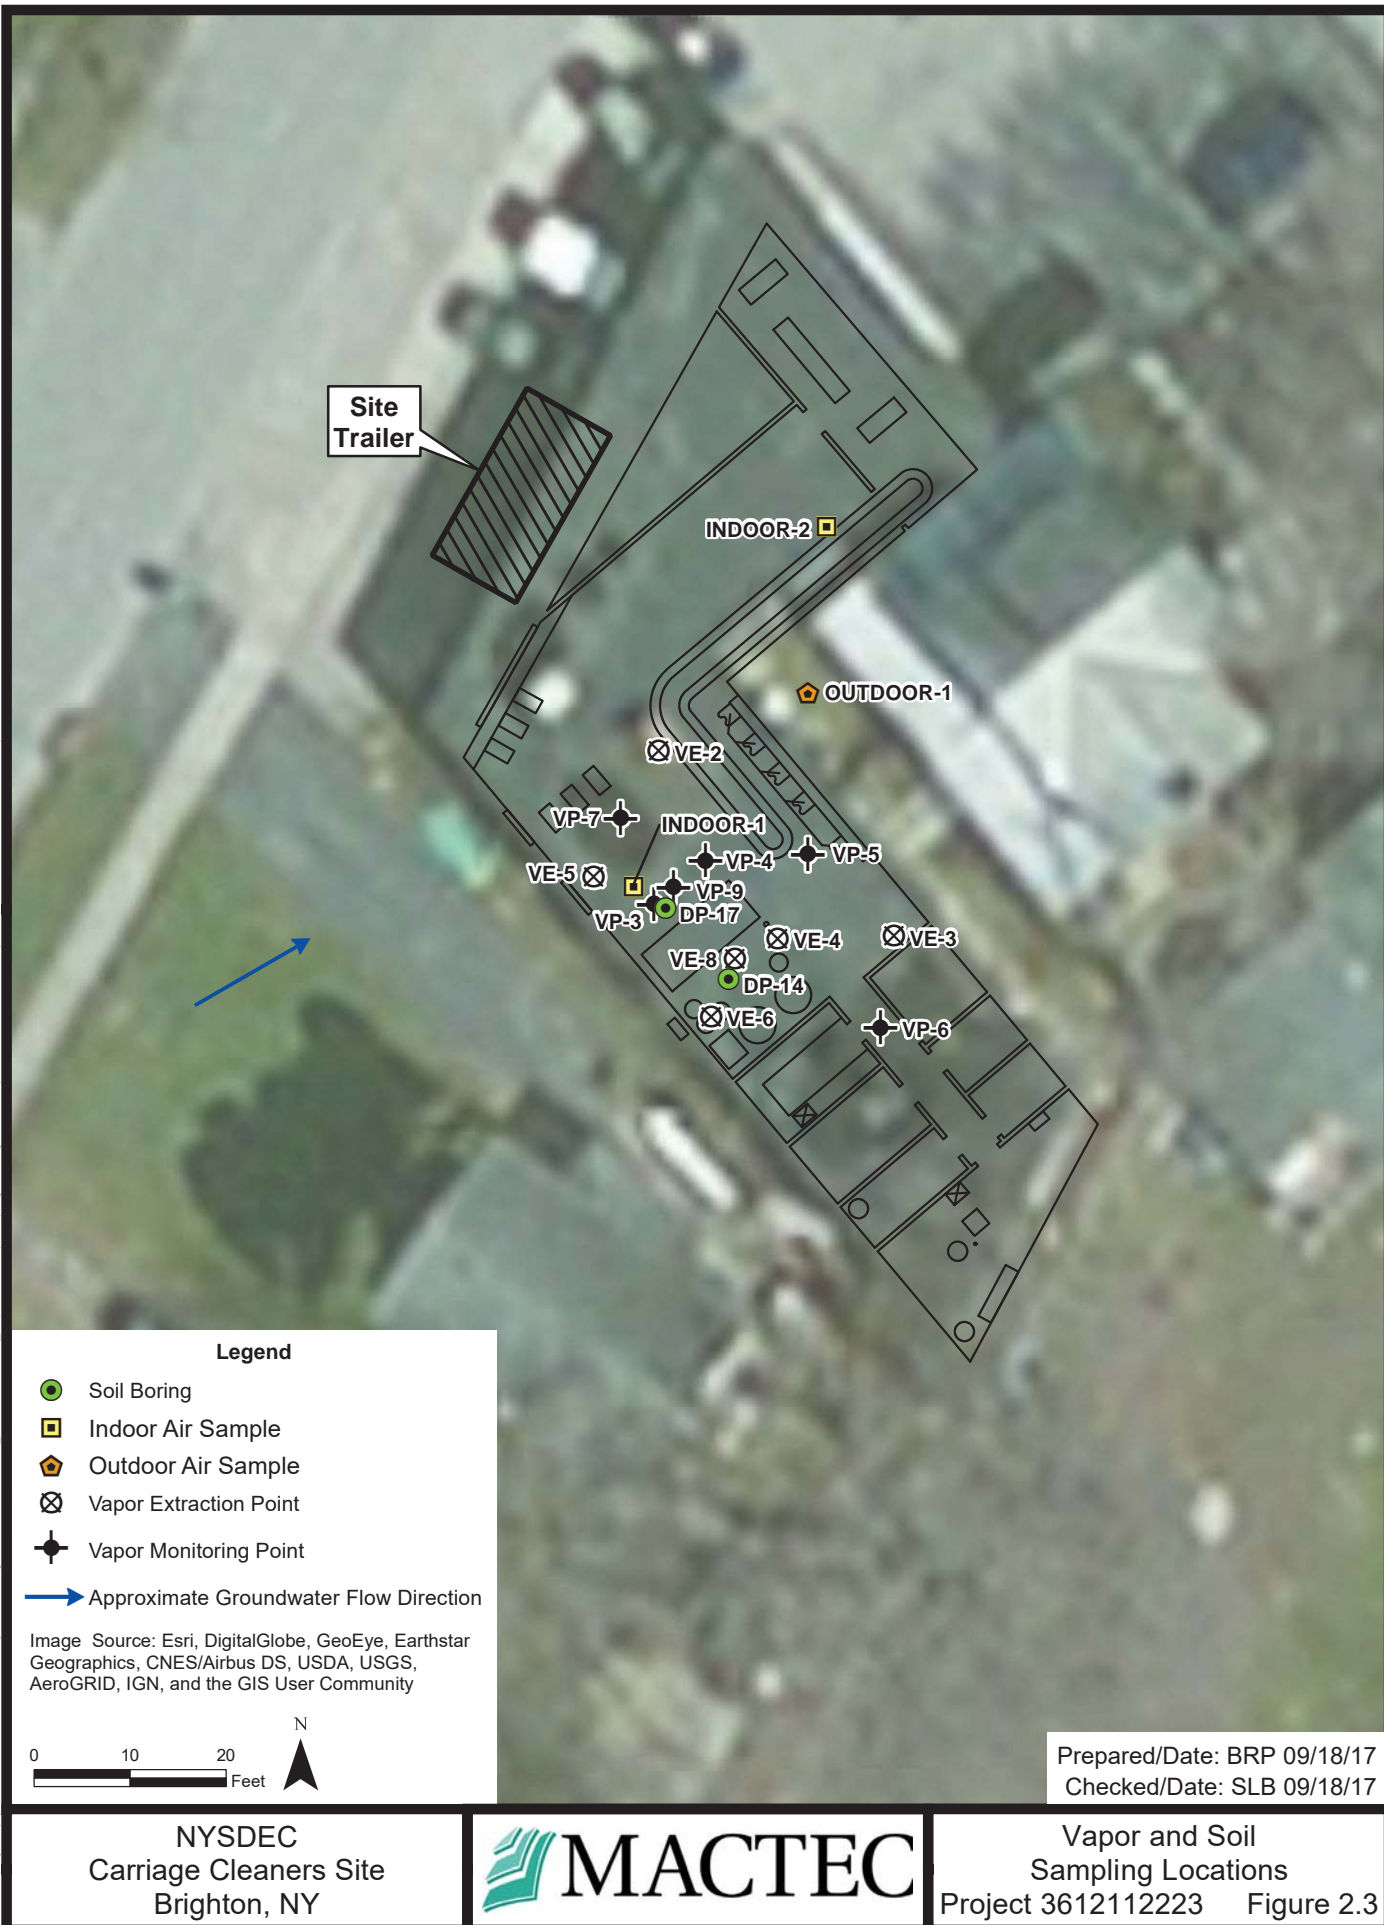 Site
Trailer
INDOOR-2
OUTDOOR-1
VE-2
VP-7
INDOOR-1
VP-4
VP-5
VE-5
VP-9
VP-3
DP-17
VE-4
VE-3
VE-8
DP-14
VE-6
VP-6
Legend
Soil Boring
Indoor Air Sample
Outdoor Air Sample
Vapor Extraction Point
Vapor Monitoring Point
Approximate Groundwater Flow Direction
Image Source: Esri, DigitalGlobe, GeoEye, Earthstar
Geographics, CNES/Airbus DS, USDA, USGS,
AeroGRID, IGN, and the GIS User Community
N
0 10 20
Feet
Prepared/Date: BRP 09/18/17
Checked/Date: SLB 09/18/17
NYSDEC
Carriage Cleaners Site
Brighton, NY
MACTEC
Vapor and Soil
Sampling Locations
Project 3612112223 Figure 2.3